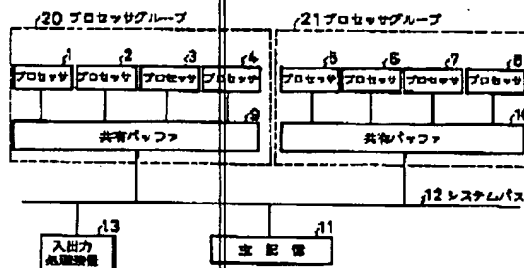 20 プロセッサグループ
21 プロセッサグループ
1 2 3 4 5 6 7 8
プロセッサ プロセッサ プロセッサ プロセッサ プロセッサ プロセッサ プロセッサ プロセッサ
9 10
共有バッファ 共有バッファ
12 システムバス
13 11
入出力 主記憶
処理装置